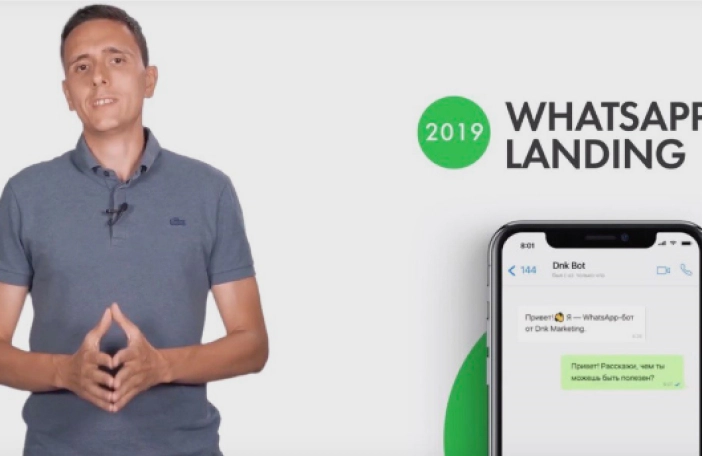 2019
WHATSAPP
LANDING
8:01
144
Dnk Bot
Привет! Я — WhatsApp-бот
от Dnk Marketing.
Привет! Расскажи, чем ты
можешь быть полезен?